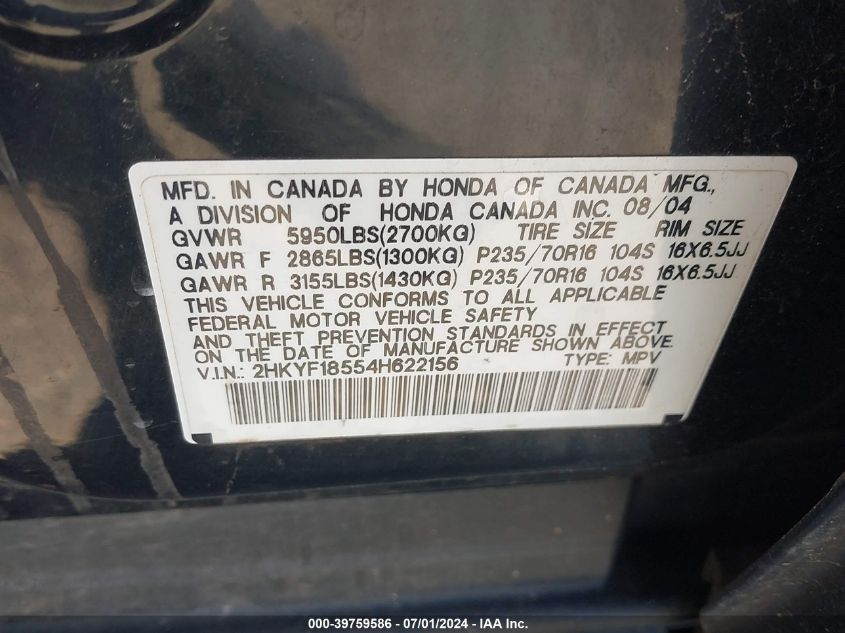 MFD. IN CANADA BY HONDA OF CANADA MFG.,
A DIVISION OF HONDA CANADA INC. 08/04
GVWR 5950LBS(2700KG) TIRE SIZE RIM SIZE
GAWR F 2865LBS(1300KG) P235/70R16 104S 16X6.5JJ
GAWR R 3155LBS(1430KG) P235/70R16 104S 16X6.5JJ
THIS VEHICLE CONFORMS TO ALL APPLICABLE
FEDERAL MOTOR VEHICLE SAFETY
AND THEFT PREVENTION STANDARDS IN EFFECT
ON THE DATE OF MANUFACTURE SHOWN ABOVE.
V.I.N.: 2HKYF18554H622156 TYPE: MPV
000-39759586 - 07/01/2024 - IAA Inc.